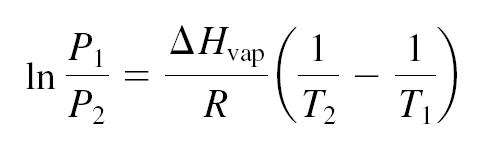 ln P₁/P₂ = ΔH_vap/R (1/T₂ − 1/T₁)